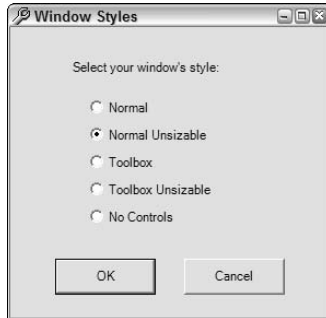 Window Styles
Select your window's style:
Normal
Normal Unsizable
Toolbox
Toolbox Unsizable
No Controls
OK
Cancel